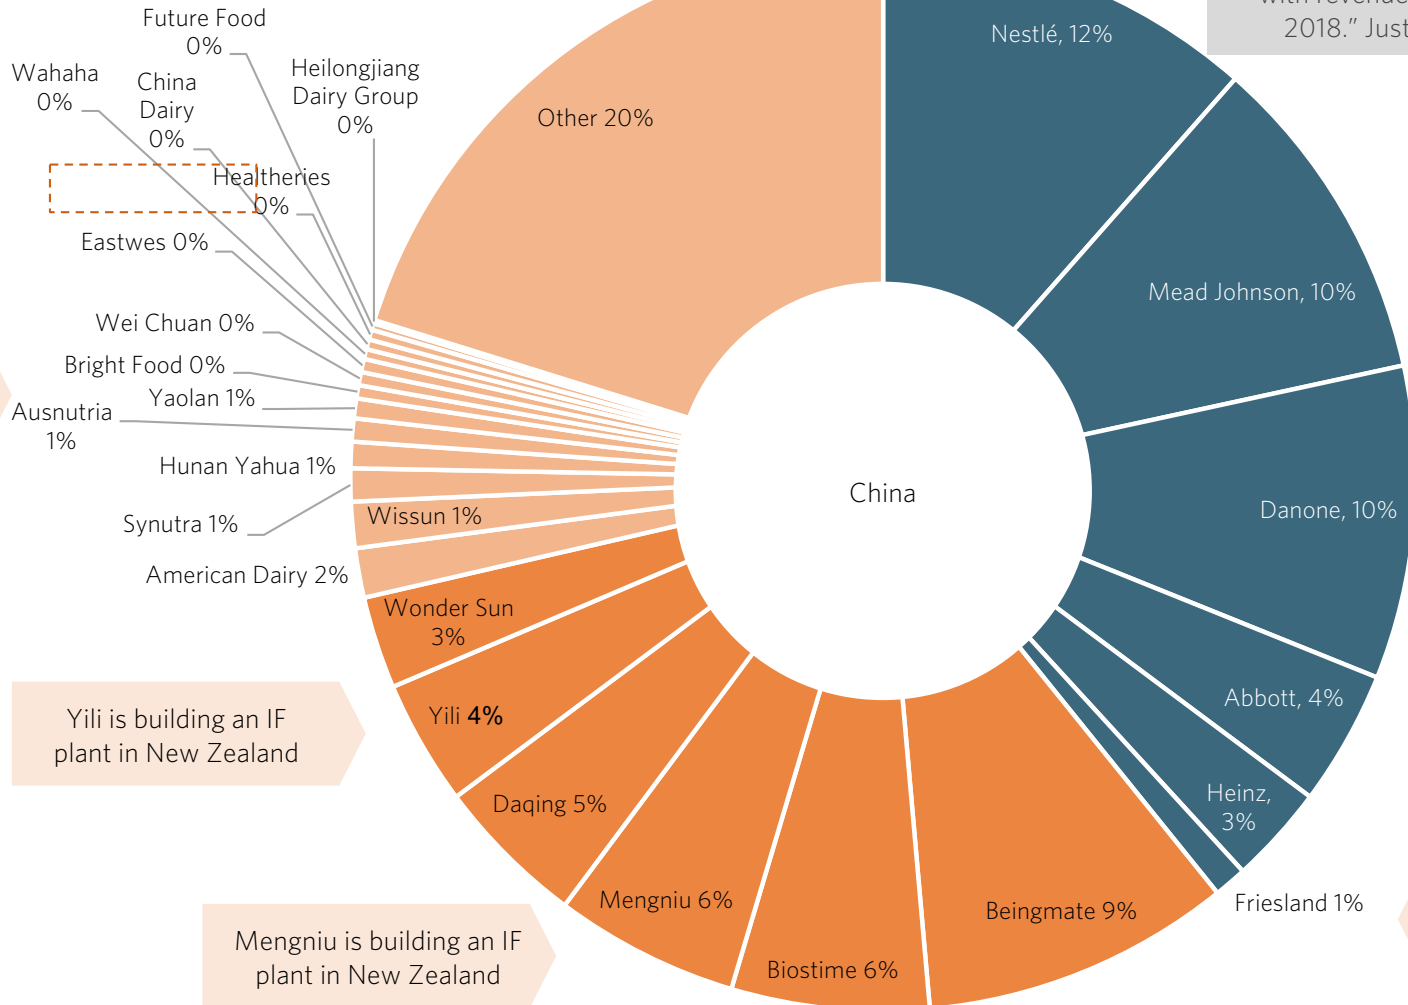 with revenue
2018.” Just
Future Food
0%
Wahaha
0%
China
Dairy
0%
Heilongjiang
Dairy Group
0%
Healtheries
0%
Eastwes 0%
Wei Chuan 0%
Bright Food 0%
Yaolan 1%
Ausnutria
1%
Hunan Yahua 1%
Synutra 1%
Wissun 1%
American Dairy 2%
Wonder Sun
3%
Yili 4%
Daqing 5%
Mengniu 6%
Biostime 6%
Beingmate 9%
Friesland 1%
Heinz,
3%
Abbott, 4%
Danone, 10%
Mead Johnson, 10%
Nestlé, 12%
Other 20%
China
Yili is building an IF
plant in New Zealand
Mengniu is building an IF
plant in New Zealand